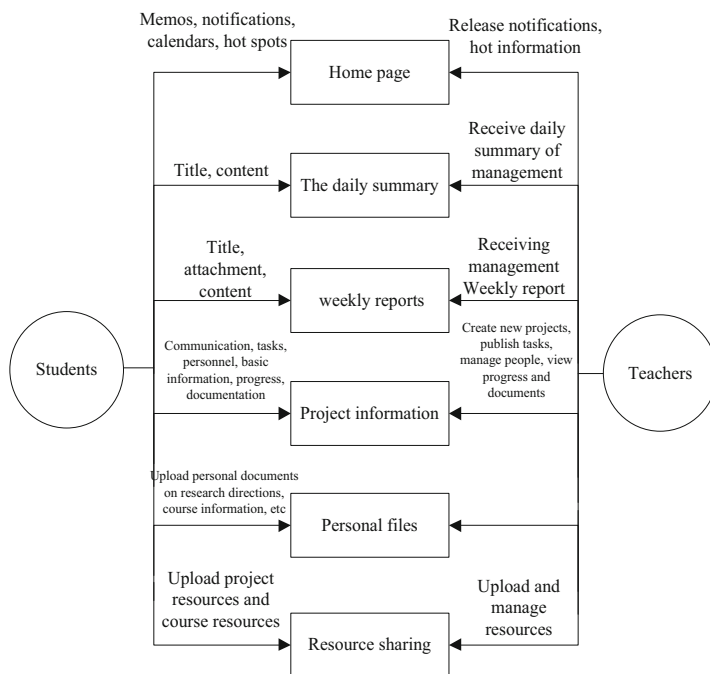 Memos, notifications,
calendars, hot spots
Release notifications,
hot information
Home page
Title, content
The daily summary
Receive daily
summary of
management
Title,
attachment,
content
weekly reports
Receiving
management
Weekly report
Students
Communication, tasks,
personnel, basic
information, progress,
documentation
Project information
Create new projects,
publish tasks,
manage people, view
progress and
documents
Teachers
Upload personal documents
on research directions,
course information, etc
Personal files
Upload project
resources and
course resources
Resource sharing
Upload and
manage
resources